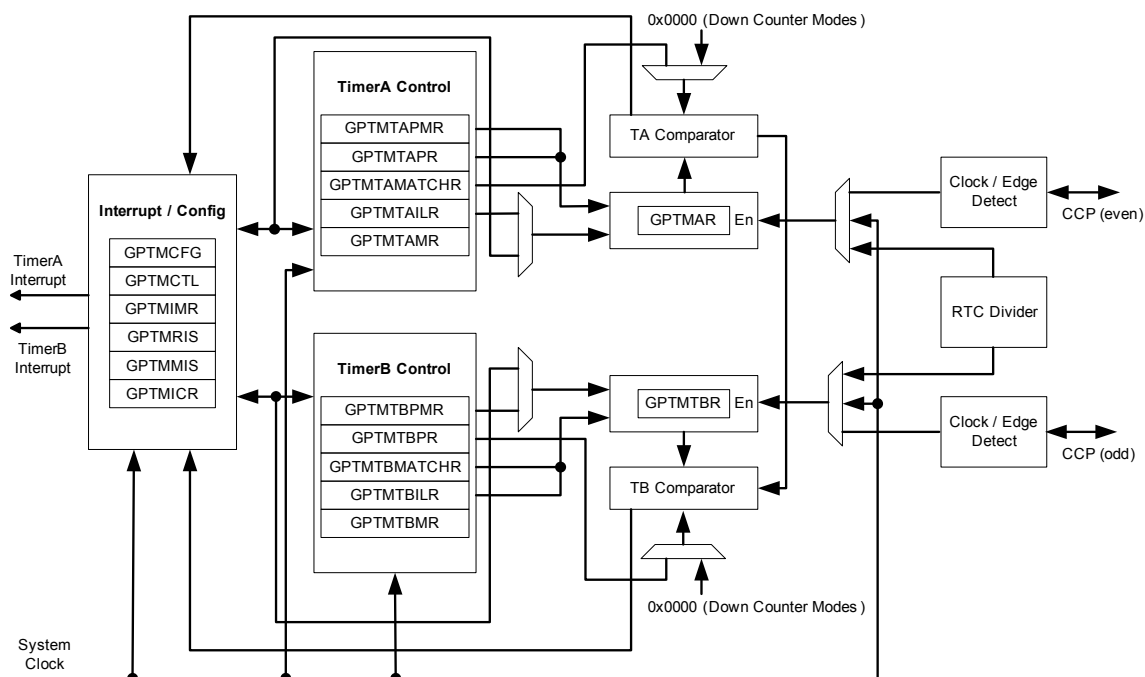 0x0000 (Down Counter Modes)
TimerA Control
GPTMTAPMR
GPTMTAPR
GPTMTAMATCHR
GPTMTAILR
GPTMTAMR
TA Comparator
GPTMAR
En
Clock / Edge
Detect
CCP (even)
Interrupt / Config
GPTMCFG
GPTMCTL
GPTMIMR
GPTMRIS
GPTMMIS
GPTMICR
TimerA
Interrupt
TimerB
Interrupt
RTC Divider
TimerB Control
GPTMTBPMR
GPTMTBPR
GPTMTBMATCHR
GPTMTBILR
GPTMTBMR
GPTMTBR
En
TB Comparator
Clock / Edge
Detect
CCP (odd)
0x0000 (Down Counter Modes)
System
Clock